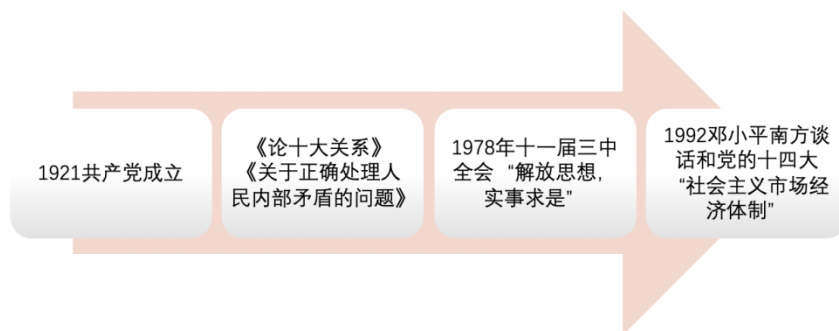 1921共产党成立
《论十大关系》
《关于正确处理人
民内部矛盾的问题》
1978年十一届三中
全会 “解放思想，
实事求是”
1992邓小平南方谈
话和党的十四大
“社会主义市场经
济体制”